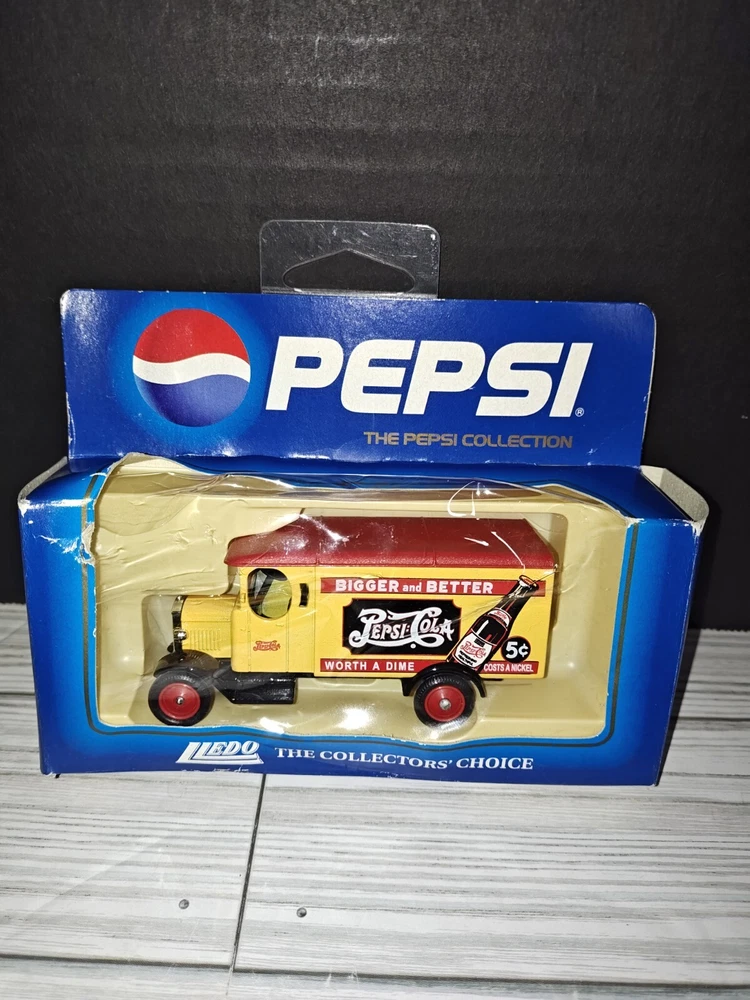 PEPSI®
THE PEPSI COLLECTION
BIGGER and BETTER
PEPSI-COLA
WORTH A DIME
5¢
COSTS A NICKEL
LLEDO THE COLLECTORS' CHOICE